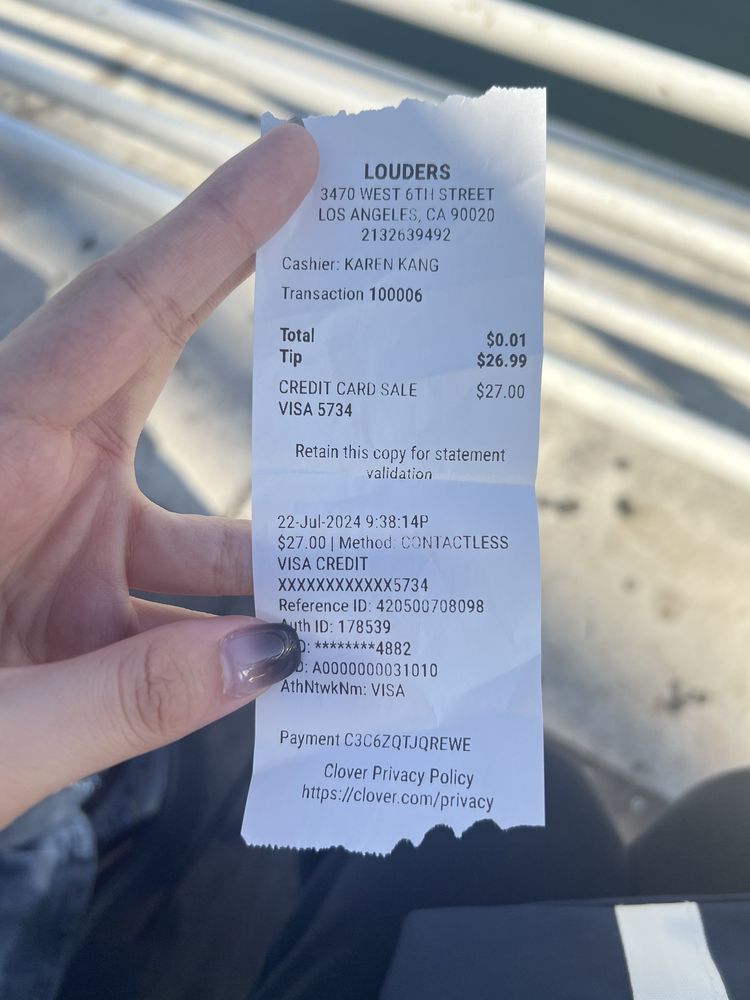 LOUDERS
3470 WEST 6TH STREET
LOS ANGELES, CA 90020
2132639492
Cashier: KAREN KANG
Transaction 100006
Total $0.01
Tip $26.99
CREDIT CARD SALE $27.00
VISA 5734
Retain this copy for statement
validation
22-Jul-2024 9:38:14P
$27.00 | Method: CONTACTLESS
VISA CREDIT
XXXXXXXXXXXX5734
Reference ID: 420500708098
Auth ID: 178539
D: ********4882
D: A0000000031010
AthNtwkNm: VISA
Payment C3C6ZQTJQREWE
Clover Privacy Policy
https://clover.com/privacy